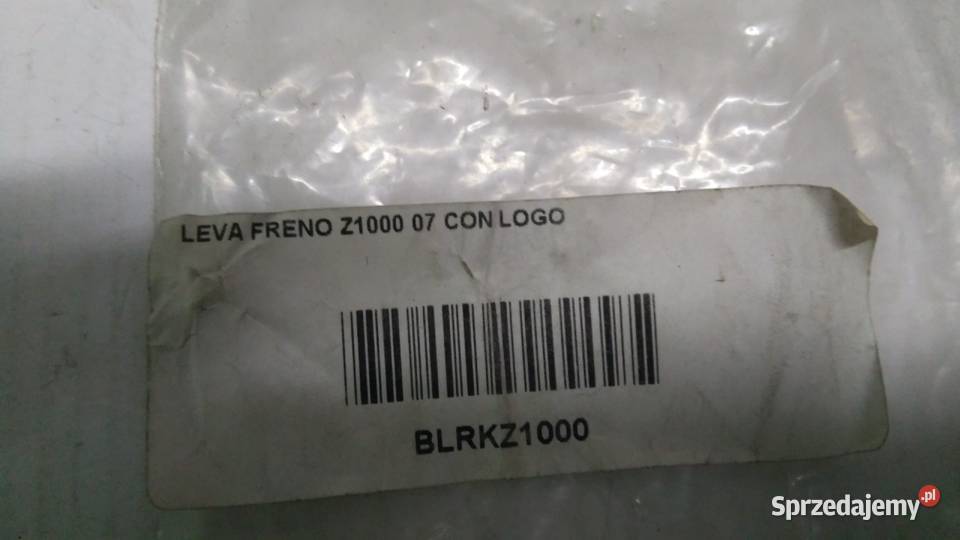 LEVA FRENO Z1000 07 CON LOGO
BLRKZ1000
Sprzedajemy.pl